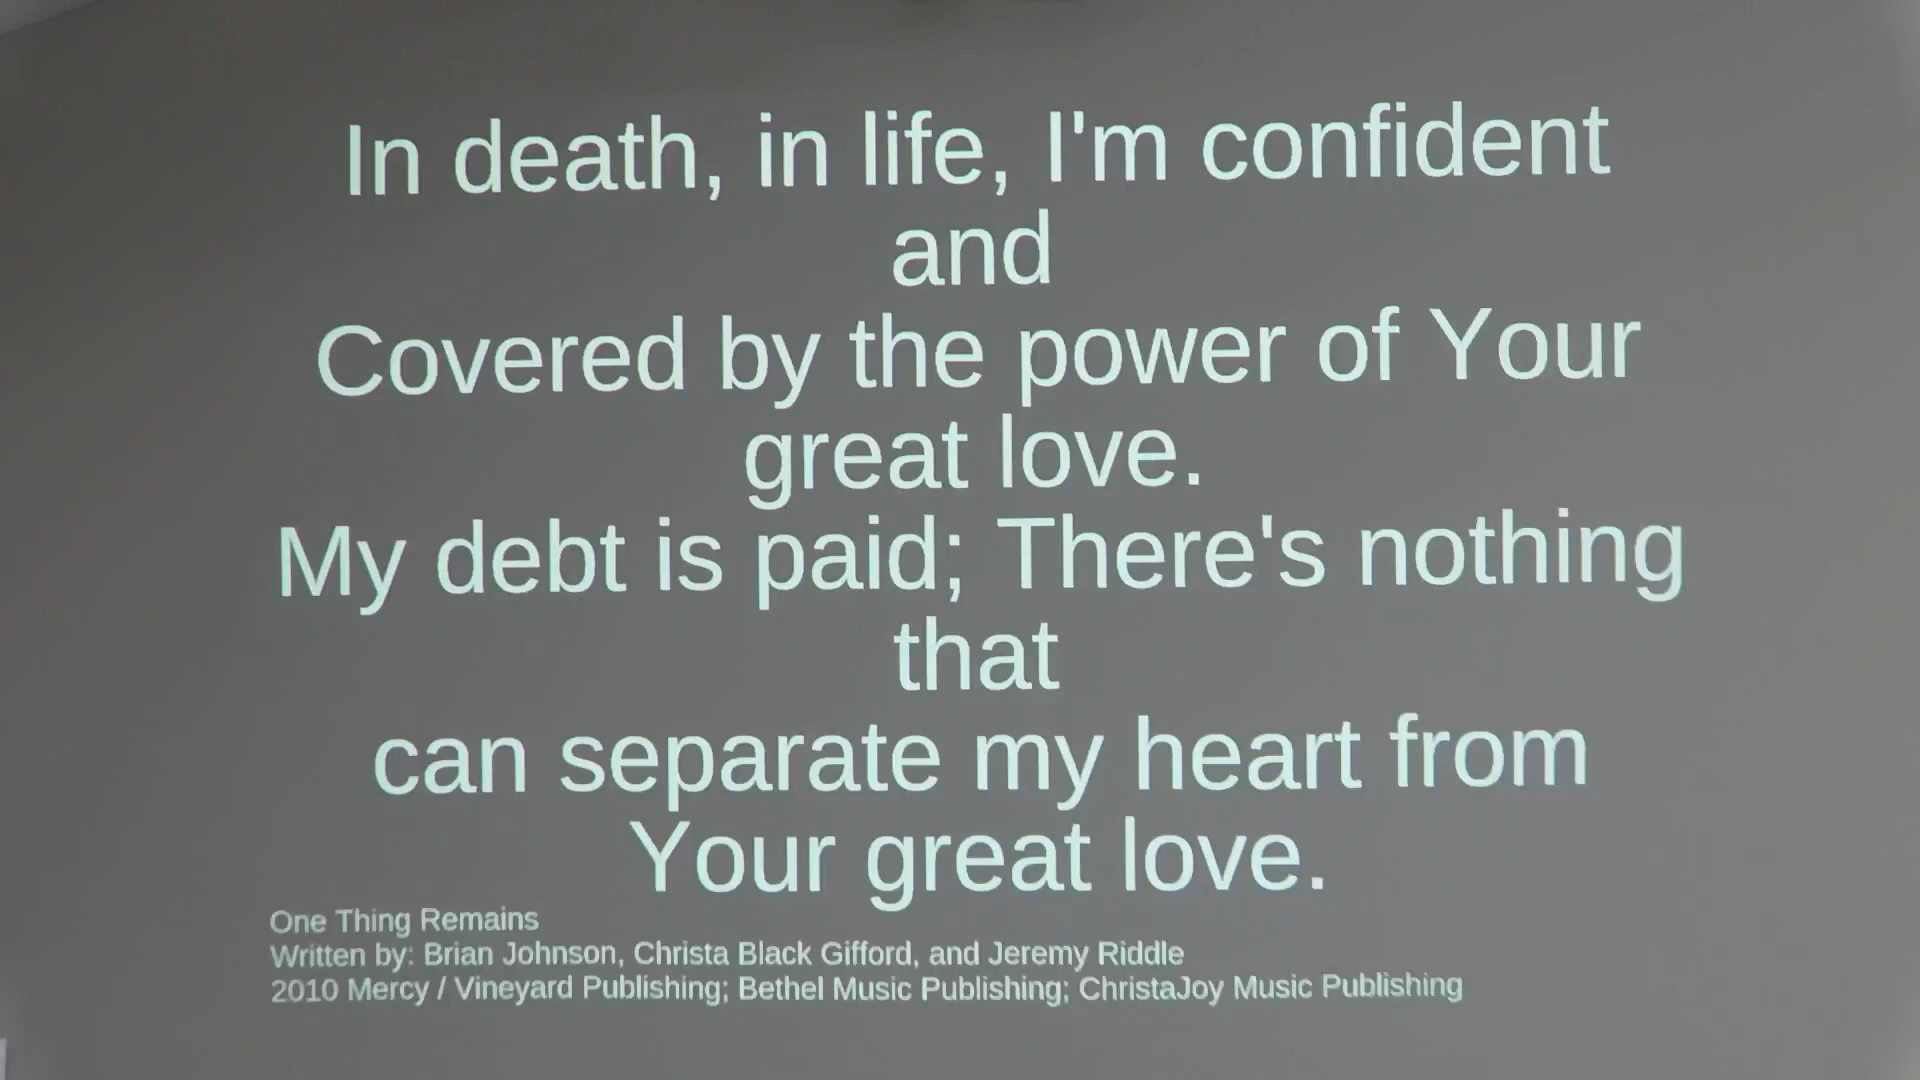 In death, in life, I'm confident
and
Covered by the power of Your
great love.
My debt is paid; There's nothing
that
can separate my heart from
Your great love.
One Thing Remains
Written by: Brian Johnson, Christa Black Gifford, and Jeremy Riddle
2010 Mercy / Vineyard Publishing; Bethel Music Publishing; ChristaJoy Music Publishing